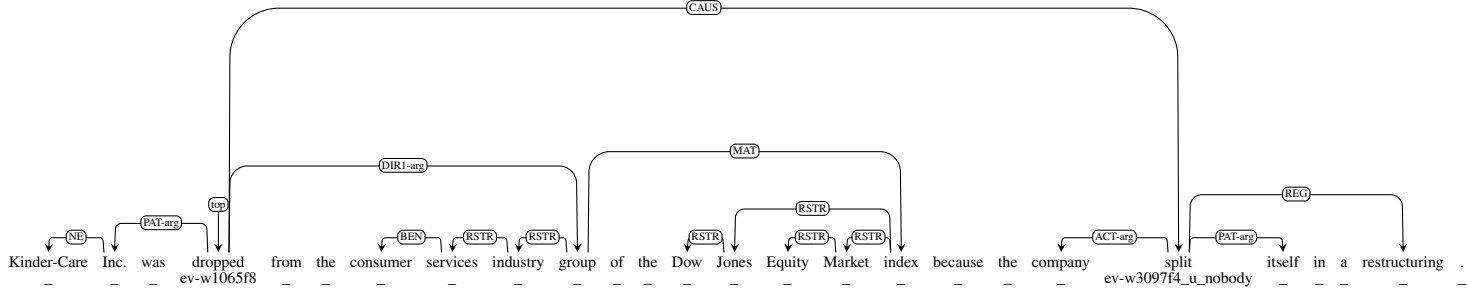 CAUS
MAT
DIR1-arg
REG
top
RSTR
PAT-arg
NE BEN RSTR RSTR RSTR RSTR RSTR ACT-arg PAT-arg
Kinder-Care Inc. was dropped from the consumer services industry group of the Dow Jones Equity Market index because the company split itself in a restructuring .
_ _ _ ev-w1065f8 _ _ _ _ _ _ _ _ _ _ _ _ _ _ _ _ ev-w3097f4_u_nobody _ _ _ _ _